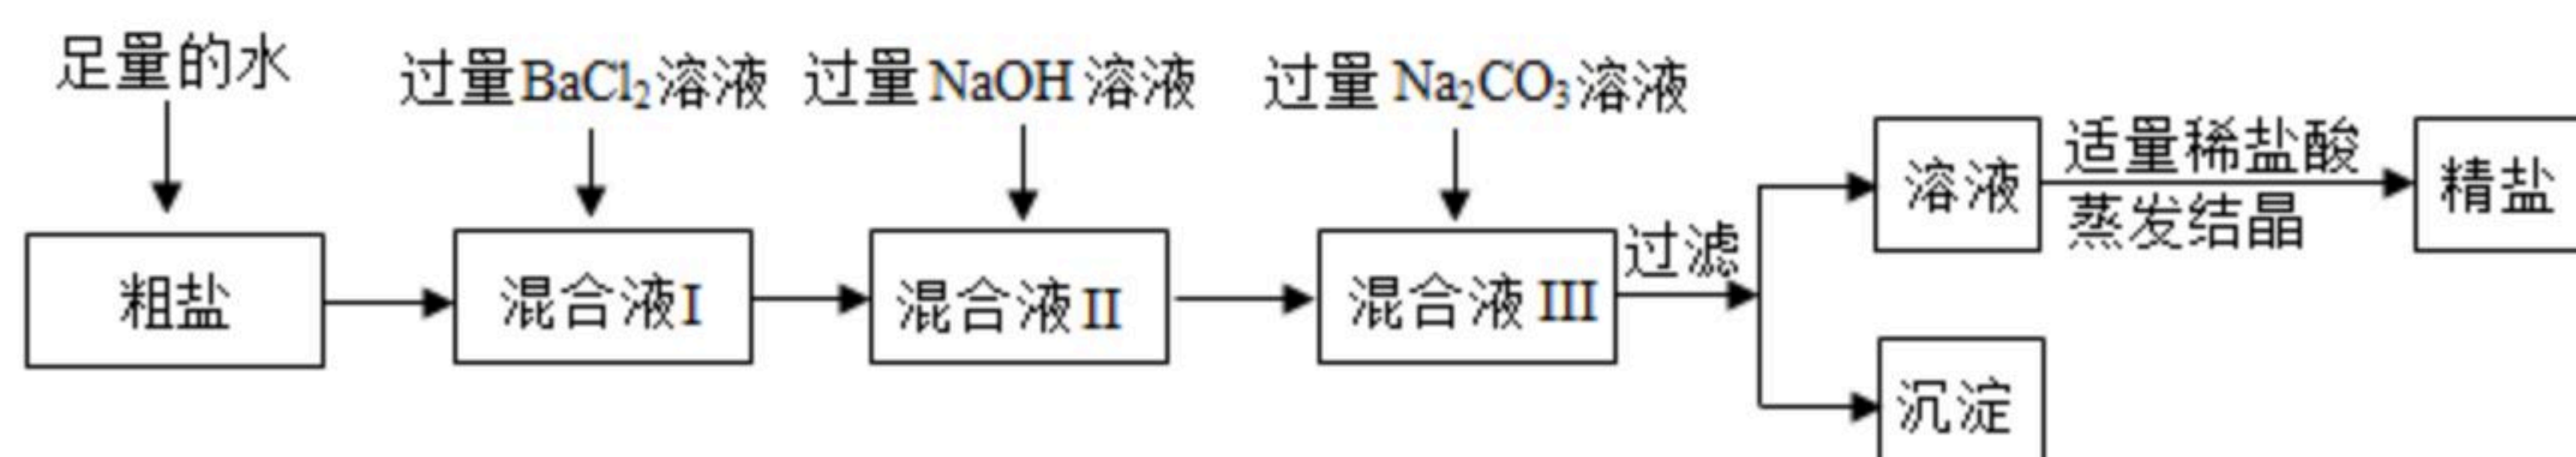 足量的水
过量BaCl₂溶液
过量NaOH溶液
过量Na₂CO₃溶液
粗盐
混合液I
混合液II
混合液III
过滤
溶液
适量稀盐酸
蒸发结晶
精盐
沉淀